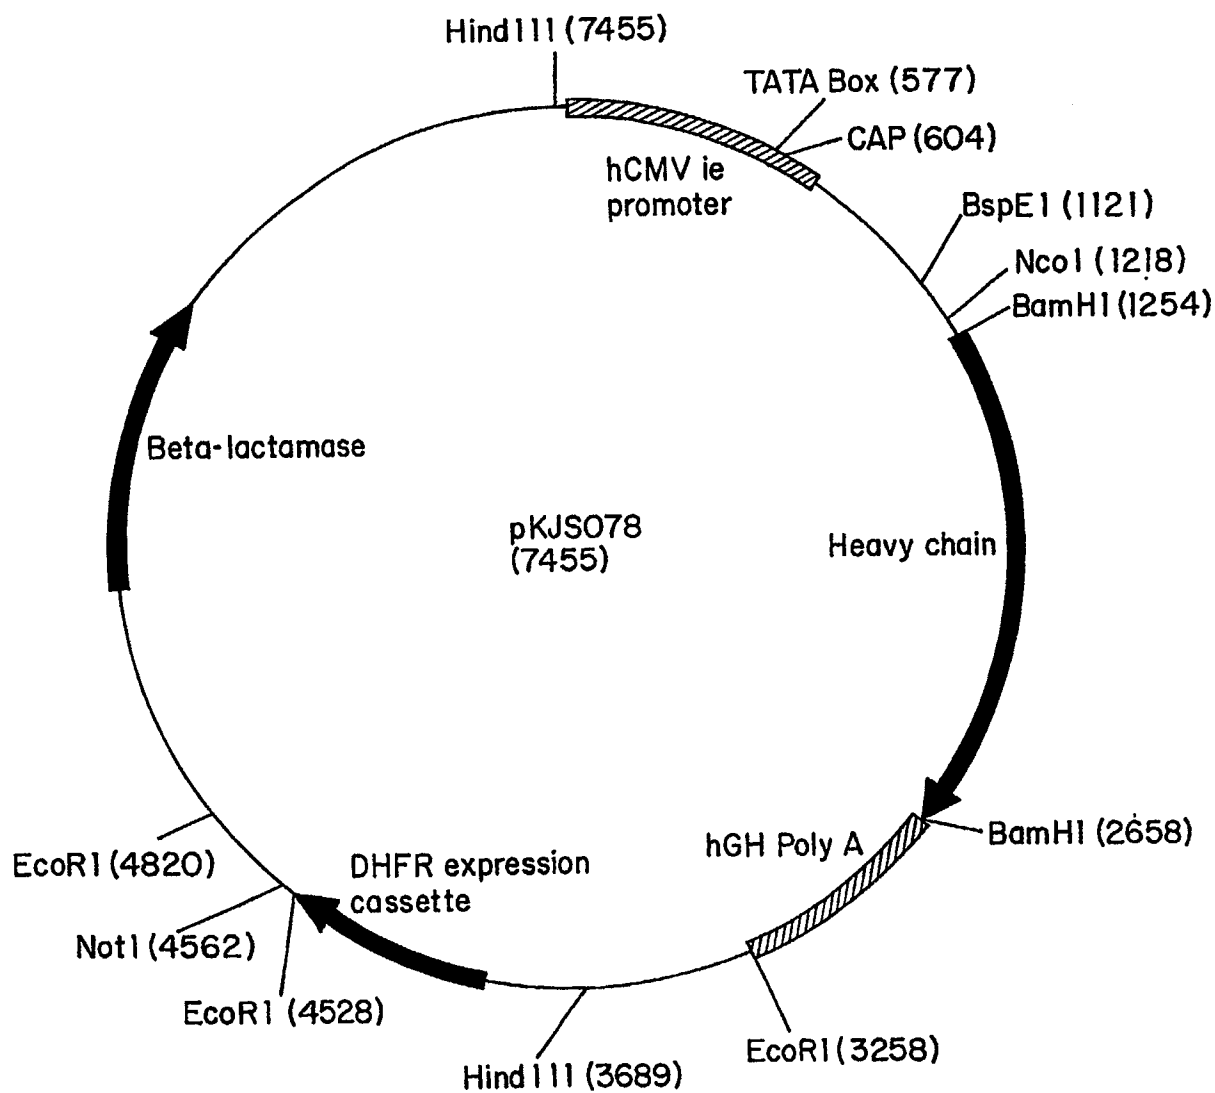 Hind111 (7455)
TATA Box (577)
CAP (604)
hCMV ie
promoter
BspE1 (1121)
Nco1 (1218)
BamH1 (1254)
Beta-lactamase
pKJS078
(7455)
Heavy chain
hGH Poly A
BamH1 (2658)
EcoR1 (4820)
DHFR expression
cassette
Not1 (4562)
EcoR1 (4528)
EcoR1 (3258)
Hind111 (3689)